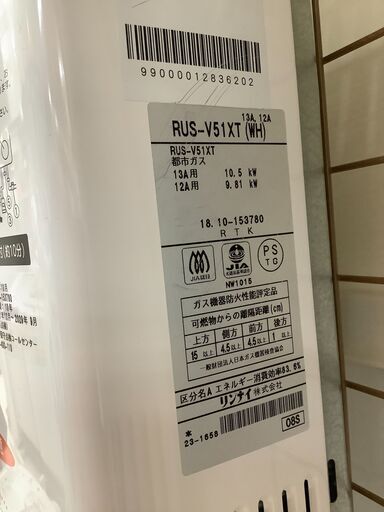 99000012836202
13A, 12A
RUS-V51XT (WH)
RUS-V51XT
都市ガス
13A用 10.5 kW
12A用 9.81 kW
18.10-153780
RTK
JIA
PS
TG
NW1015
ガス機器防火性能評定品
可燃物からの離隔距離(cm)
上方 側方 前方 後方
15以上 4.5以上 4.5以上 1以上
一般財団法人日本ガス機器検査協会
区分名A エネルギー消費効率83.6%
リンナイ株式会社
23-1658
08S